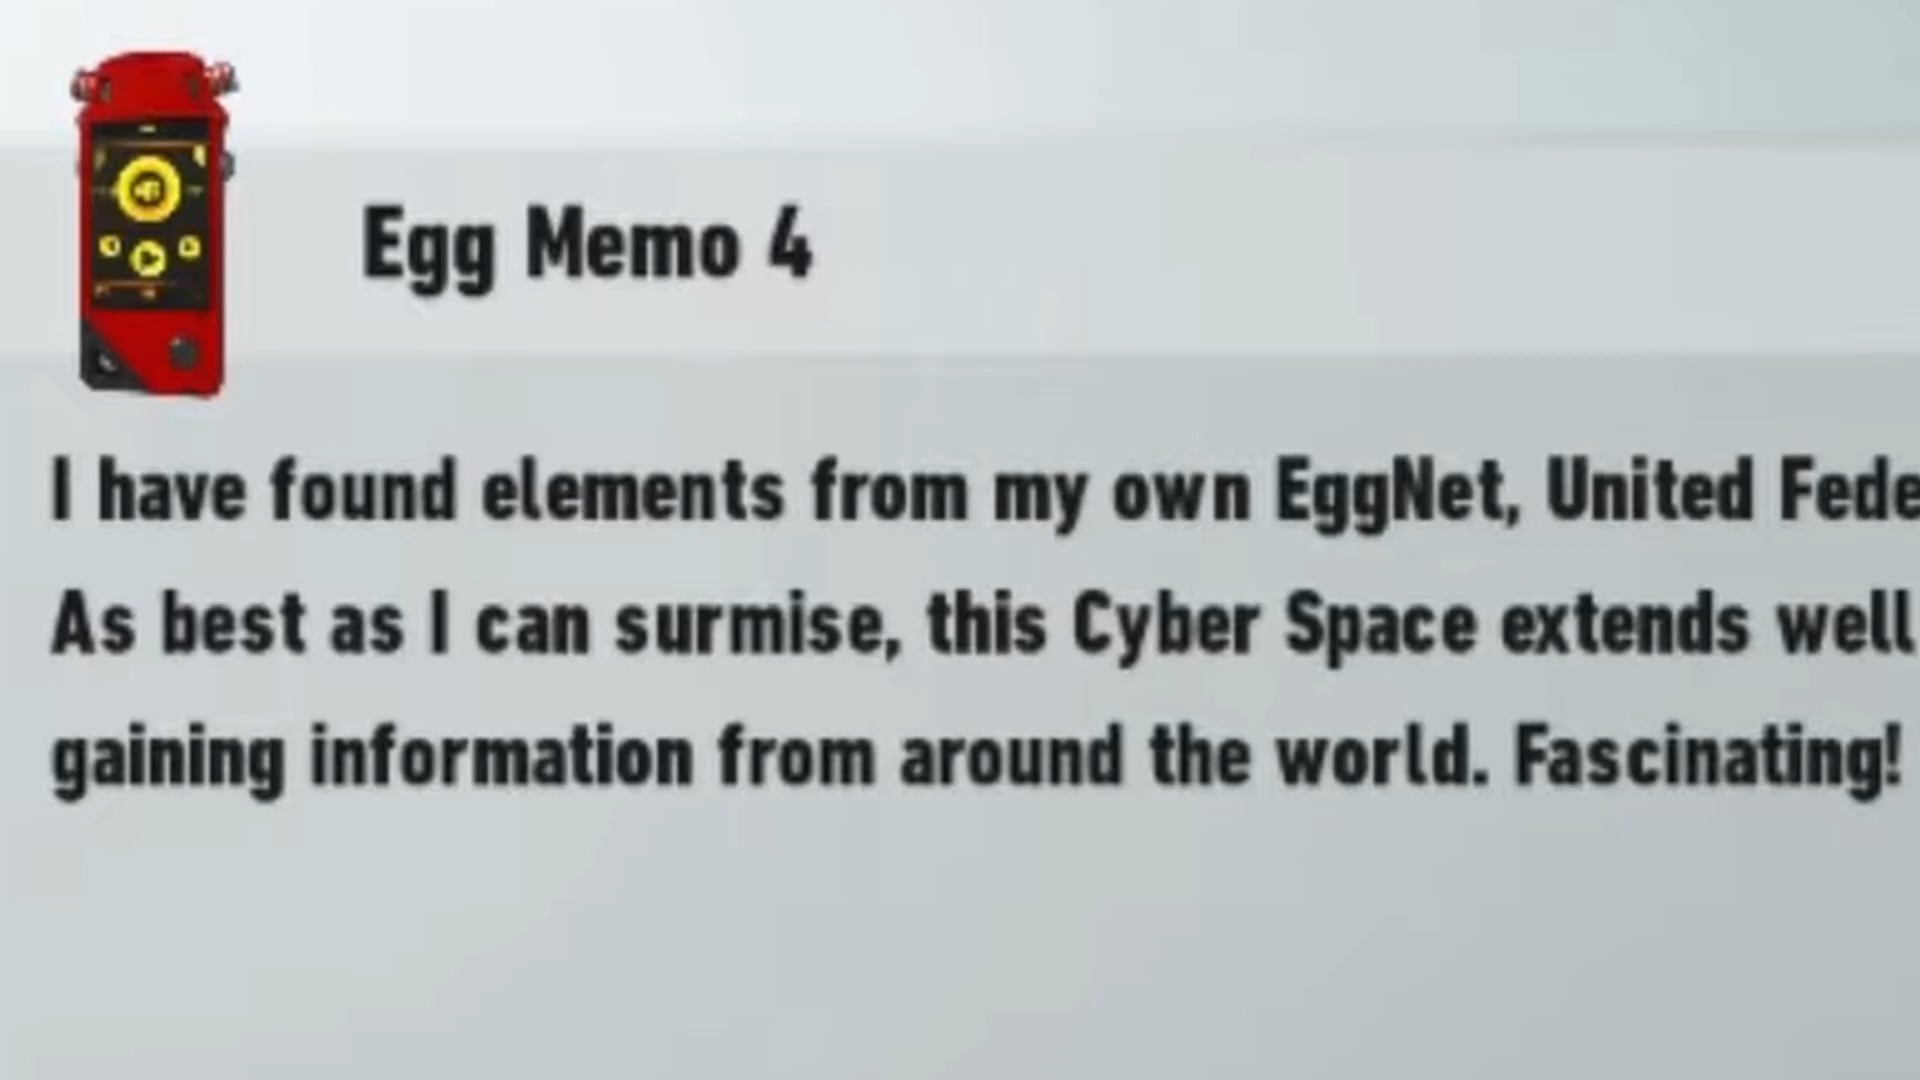 Egg Memo 4
I have found elements from my own EggNet, United Fede
As best as I can surmise, this Cyber Space extends well
gaining information from around the world. Fascinating!